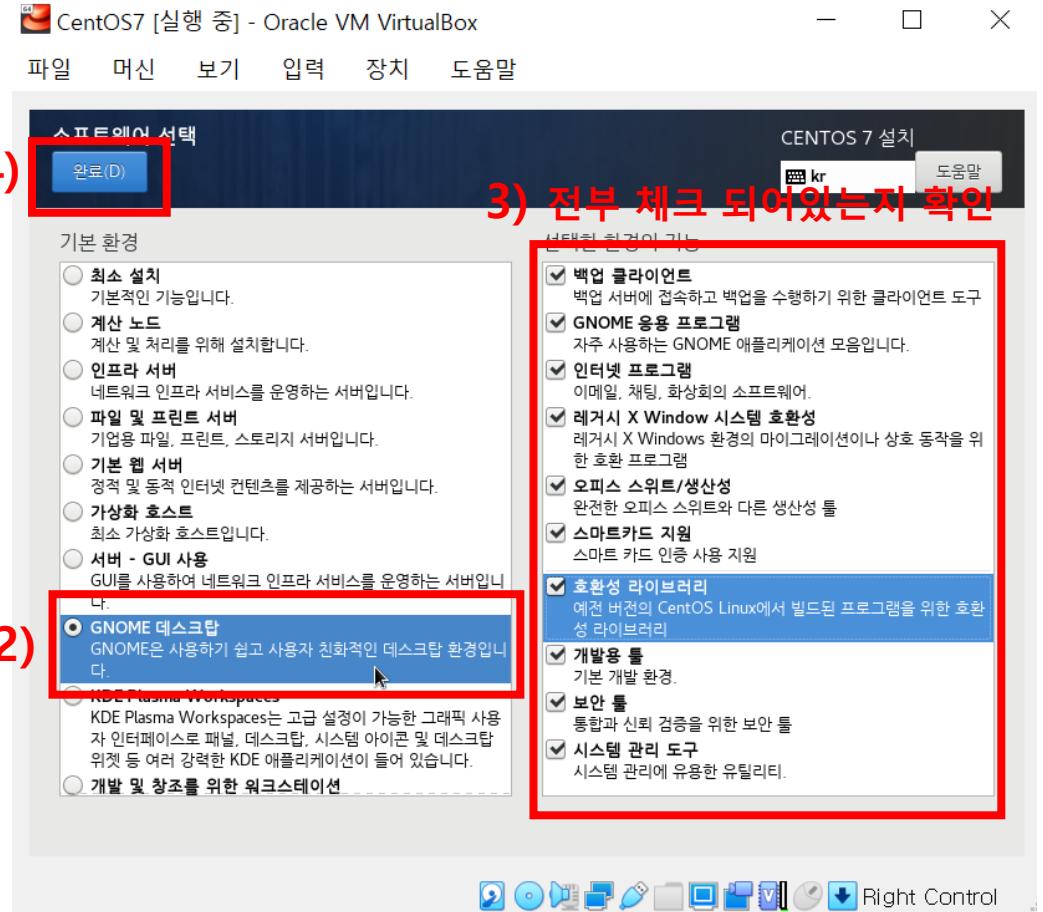 CentOS7 [실행 중] - Oracle VM VirtualBox
파일 머신 보기 입력 장치 도움말
소프트웨어 선택
CENTOS 7 설치
완료(D)
kr
도움말
3) 전부 체크 되어있는지 확인
기본 환경
최소 설치
기본적인 기능입니다.
계산 노드
계산 및 처리를 위해 설치합니다.
인프라 서버
네트워크 인프라 서비스를 운영하는 서버입니다.
파일 및 프린트 서버
기업용 파일, 프린트, 스토리지 서버입니다.
기본 웹 서버
정적 및 동적 인터넷 컨텐츠를 제공하는 서버입니다.
가상화 호스트
최소 가상화 호스트입니다.
서버 - GUI 사용
GUI를 사용하여 네트워크 인프라 서비스를 운영하는 서버입니
다.
2)
GNOME 데스크탑
GNOME은 사용하기 쉽고 사용자 친화적인 데스크탑 환경입니
다.
KDE Plasma Workspaces
KDE Plasma Workspaces는 고급 설정이 가능한 그래픽 사용
자 인터페이스로 패널, 데스크탑, 시스템 아이콘 및 데스크탑
위젯 등 여러 강력한 KDE 애플리케이션이 들어 있습니다.
개발 및 창조를 위한 워크스테이션
선택한 환경의 기능
백업 클라이언트
백업 서버에 접속하고 백업을 수행하기 위한 클라이언트 도구
GNOME 응용 프로그램
자주 사용하는 GNOME 애플리케이션 모음입니다.
인터넷 프로그램
이메일, 채팅, 화상회의 소프트웨어.
레거시 X Window 시스템 호환성
레거시 X Windows 환경의 마이그레이션이나 상호 동작을 위
한 호환 프로그램
오피스 스위트/생산성
완전한 오피스 스위트와 다른 생산성 툴
스마트카드 지원
스마트 카드 인증 사용 지원
호환성 라이브러리
예전 버전의 CentOS Linux에서 빌드된 프로그램을 위한 호환
성 라이브러리
개발용 툴
기본 개발 환경.
보안 툴
통합과 신뢰 검증을 위한 보안 툴
시스템 관리 도구
시스템 관리에 유용한 유틸리티.
Right Control